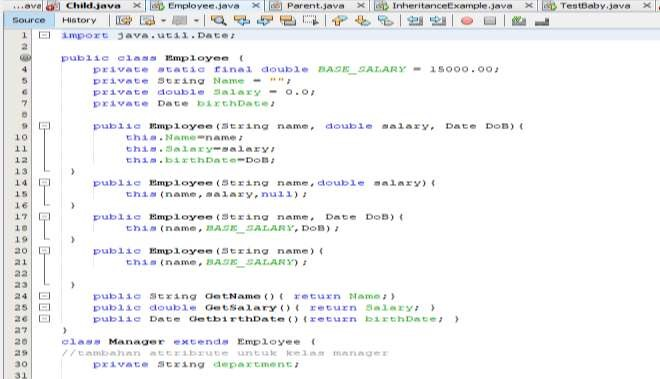 ...ava Child.java Employee.java Parent.java InheritanceExample.java TestBaby.java
Source History
1 import java.util.Date;
2
3 public class Employee {
4 private static final double BASE_SALARY = 15000.00;
5 private String Name = "";
6 private double Salary = 0.0;
7 private Date birthDate;
8
9 public Employee(String name, double salary, Date DoB){
10 this.Name=name;
11 this.Salary=salary;
12 this.birthDate=DoB;
13 }
14 public Employee(String name,double salary){
15 this(name,salary,null);
16 }
17 public Employee(String name, Date DoB){
18 this(name,BASE_SALARY,DoB);
19 }
20 public Employee(String name){
21 this(name,BASE_SALARY);
22
23 }
24 public String GetName(){ return Name;}
25 public double GetSalary(){ return Salary; }
26 public Date GetbirthDate(){return birthDate; }
27 }
28 class Manager extends Employee {
29 //tambahan attribrute untuk kelas manager
30 private String department;
31